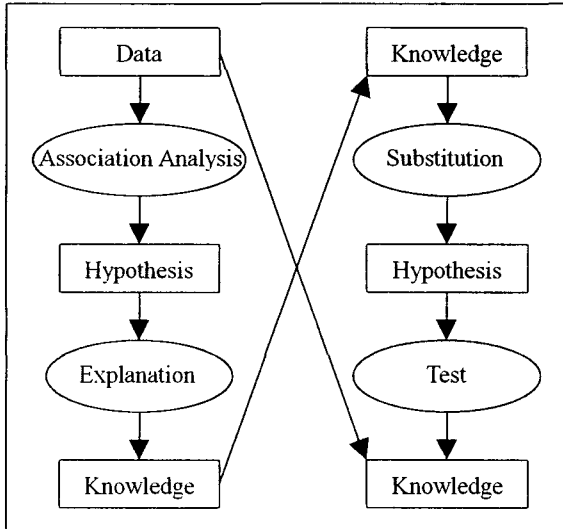 Data
Association Analysis
Hypothesis
Explanation
Knowledge
Knowledge
Substitution
Hypothesis
Test
Knowledge